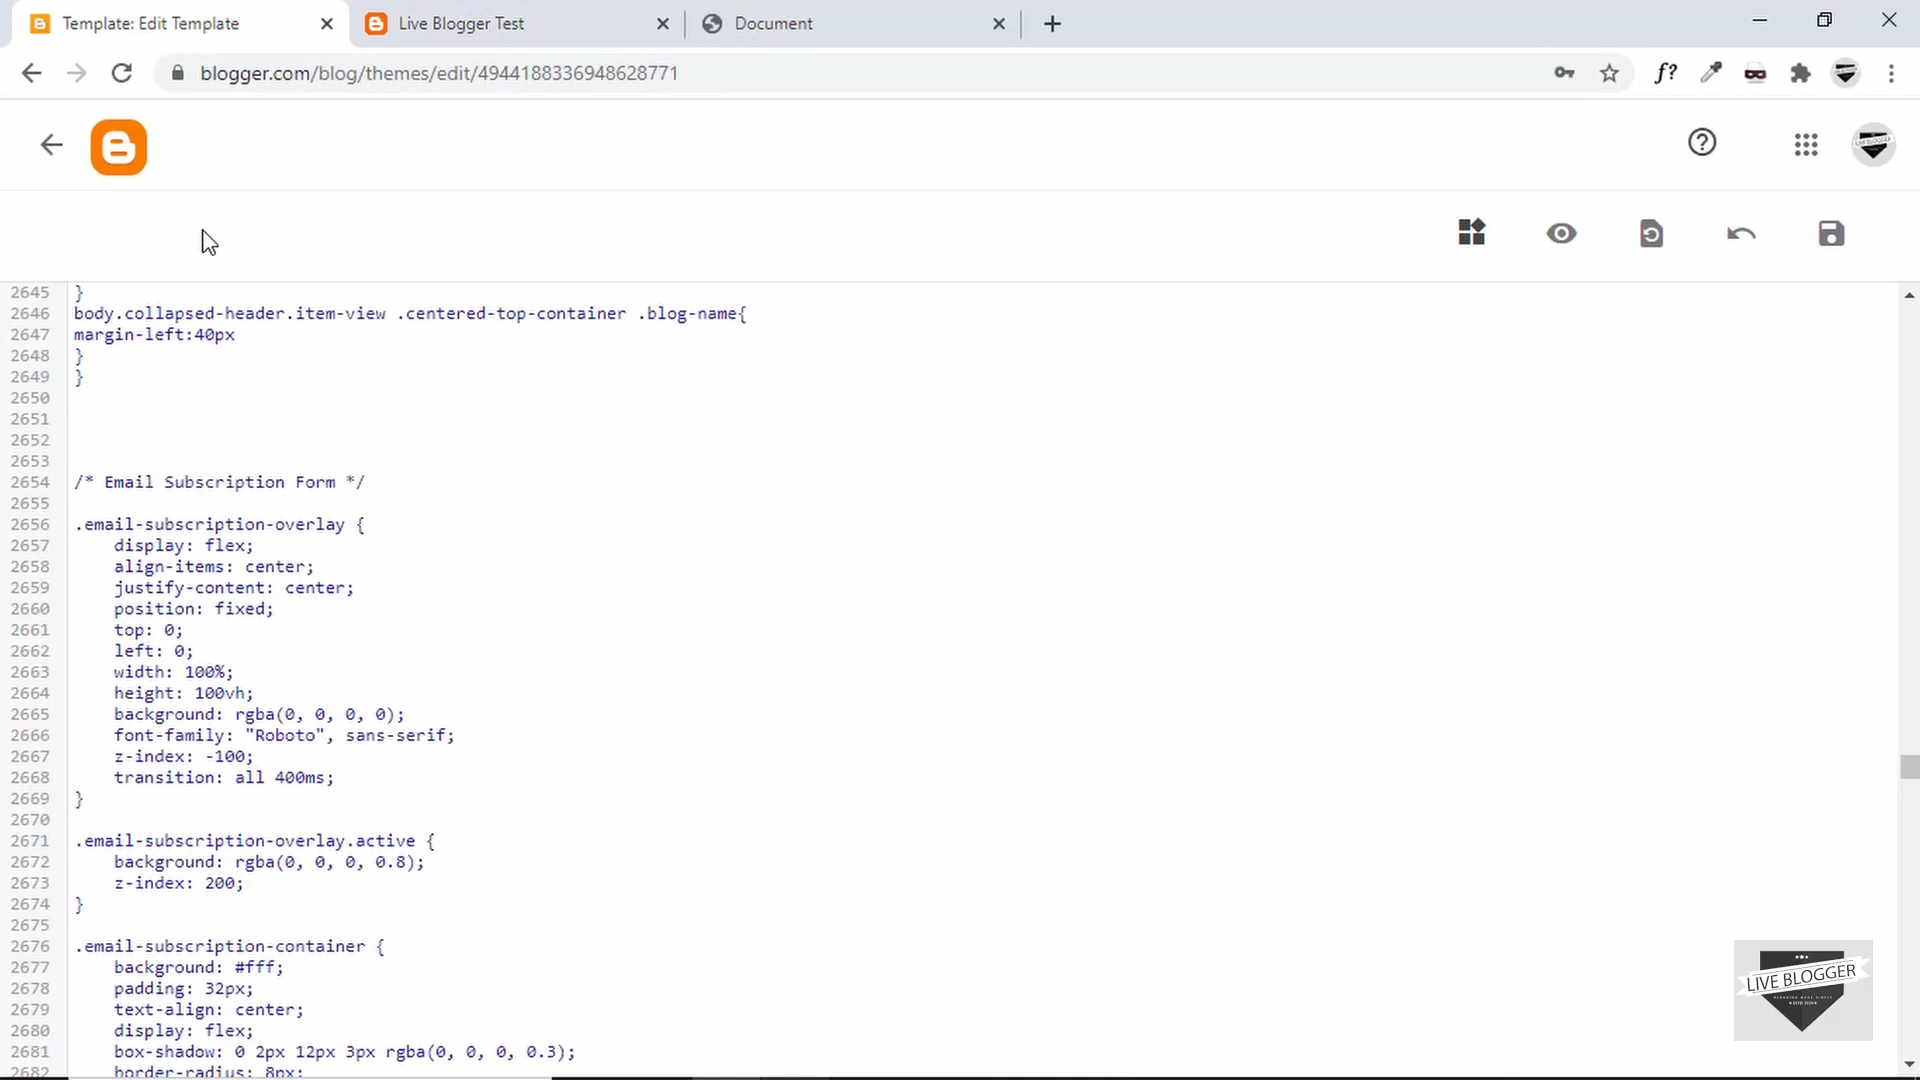 Template: Edit Template
Live Blogger Test
Document
blogger.com/blog/themes/edit/4944188336948628771
f?
2645 }
2646 body.collapsed-header.item-view .centered-top-container .blog-name{
2647 margin-left:40px
2648 }
2649 }
2650
2651
2652
2653
2654 /* Email Subscription Form */
2655
2656 .email-subscription-overlay {
2657 display: flex;
2658 align-items: center;
2659 justify-content: center;
2660 position: fixed;
2661 top: 0;
2662 left: 0;
2663 width: 100%;
2664 height: 100vh;
2665 background: rgba(0, 0, 0, 0);
2666 font-family: "Roboto", sans-serif;
2667 z-index: -100;
2668 transition: all 400ms;
2669 }
2670
2671 .email-subscription-overlay.active {
2672 background: rgba(0, 0, 0, 0.8);
2673 z-index: 200;
2674 }
2675
2676 .email-subscription-container {
2677 background: #fff;
2678 padding: 32px;
2679 text-align: center;
2680 display: flex;
2681 box-shadow: 0 2px 12px 3px rgba(0, 0, 0, 0.3);
2682 border-radius: 8px;
LIVE BLOGGER